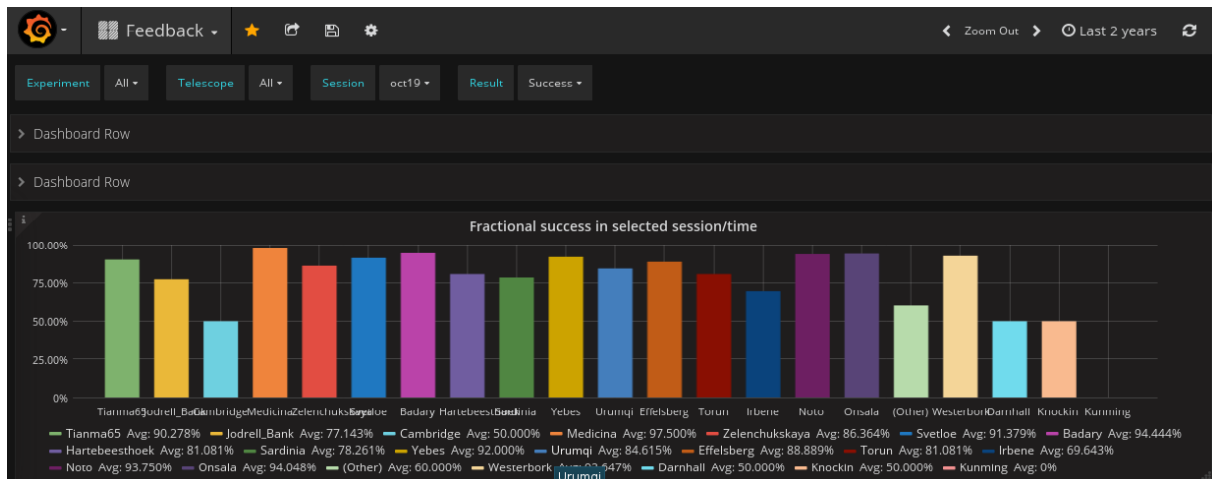 Feedback
Zoom Out
Last 2 years
Experiment All Telescope All Session oct19 Result Success
Dashboard Row
Dashboard Row
i
Fractional success in selected session/time
100.00%
75.00%
50.00%
25.00%
0%
Tianma65 Jodrell_Bank Cambridge Medicina Zelenchukskaya Svetloe Badary Hartebeesthoek Sardinia Yebes Urumqi Effelsberg Torun Irbene Noto Onsala (Other) Westerbork Darnhall Knockin Kunming
Tianma65 Avg: 90.278% Jodrell_Bank Avg: 77.143% Cambridge Avg: 50.000% Medicina Avg: 97.500% Zelenchukskaya Avg: 86.364% Svetloe Avg: 91.379% Badary Avg: 94.444%
Hartebeesthoek Avg: 81.081% Sardinia Avg: 78.261% Yebes Avg: 92.000% Urumqi Avg: 84.615% Effelsberg Avg: 88.889% Torun Avg: 81.081% Irbene Avg: 69.643%
Noto Avg: 93.750% Onsala Avg: 94.048% (Other) Avg: 60.000% Westerbork 647% Darnhall Avg: 50.000% Knockin Avg: 50.000% Kunming Avg: 0%
Urumqi